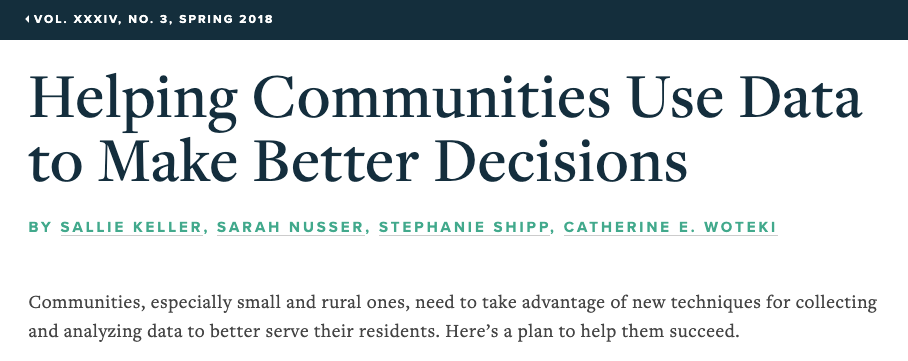 VOL. XXXIV, NO. 3, SPRING 2018
Helping Communities Use Data
to Make Better Decisions
BY SALLIE KELLER, SARAH NUSSER, STEPHANIE SHIPP, CATHERINE E. WOTEKI
Communities, especially small and rural ones, need to take advantage of new techniques for collecting
and analyzing data to better serve their residents. Here’s a plan to help them succeed.